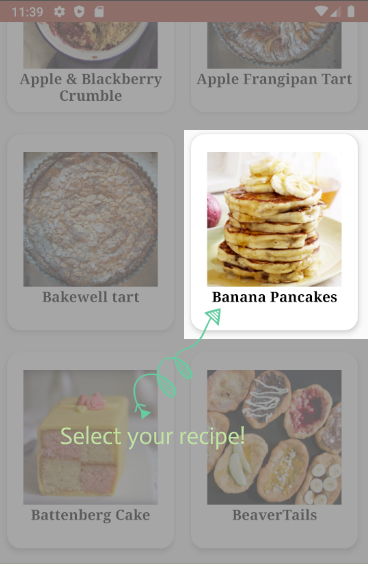 11:39
Apple & Blackberry
Crumble
Apple Frangipan Tart
Bakewell tart
Banana Pancakes
Select your recipe!
Battenberg Cake
BeaverTails